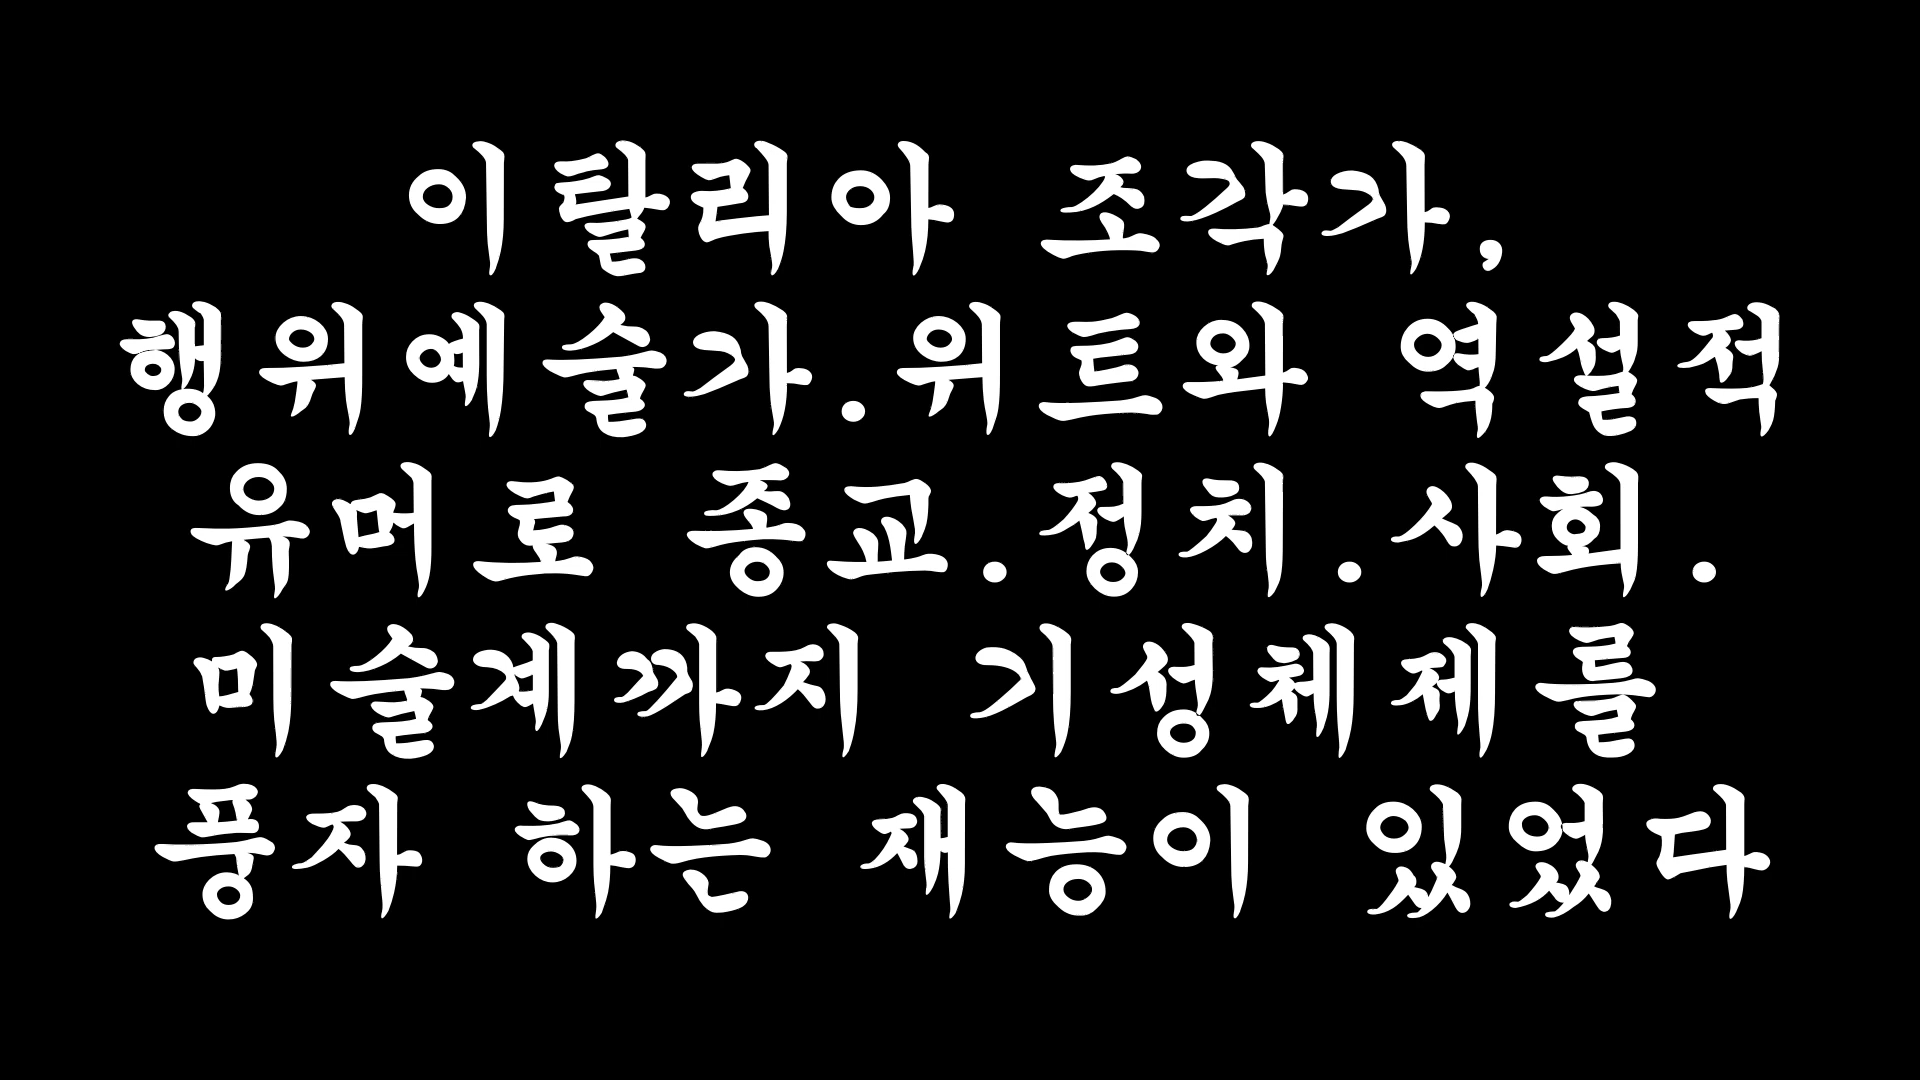 이탈리아 조각가,
행위예술가.위트와 역설적
유머로 종교.정치.사회.
미술계까지 기성체제를
풍자 하는 재능이 있었다